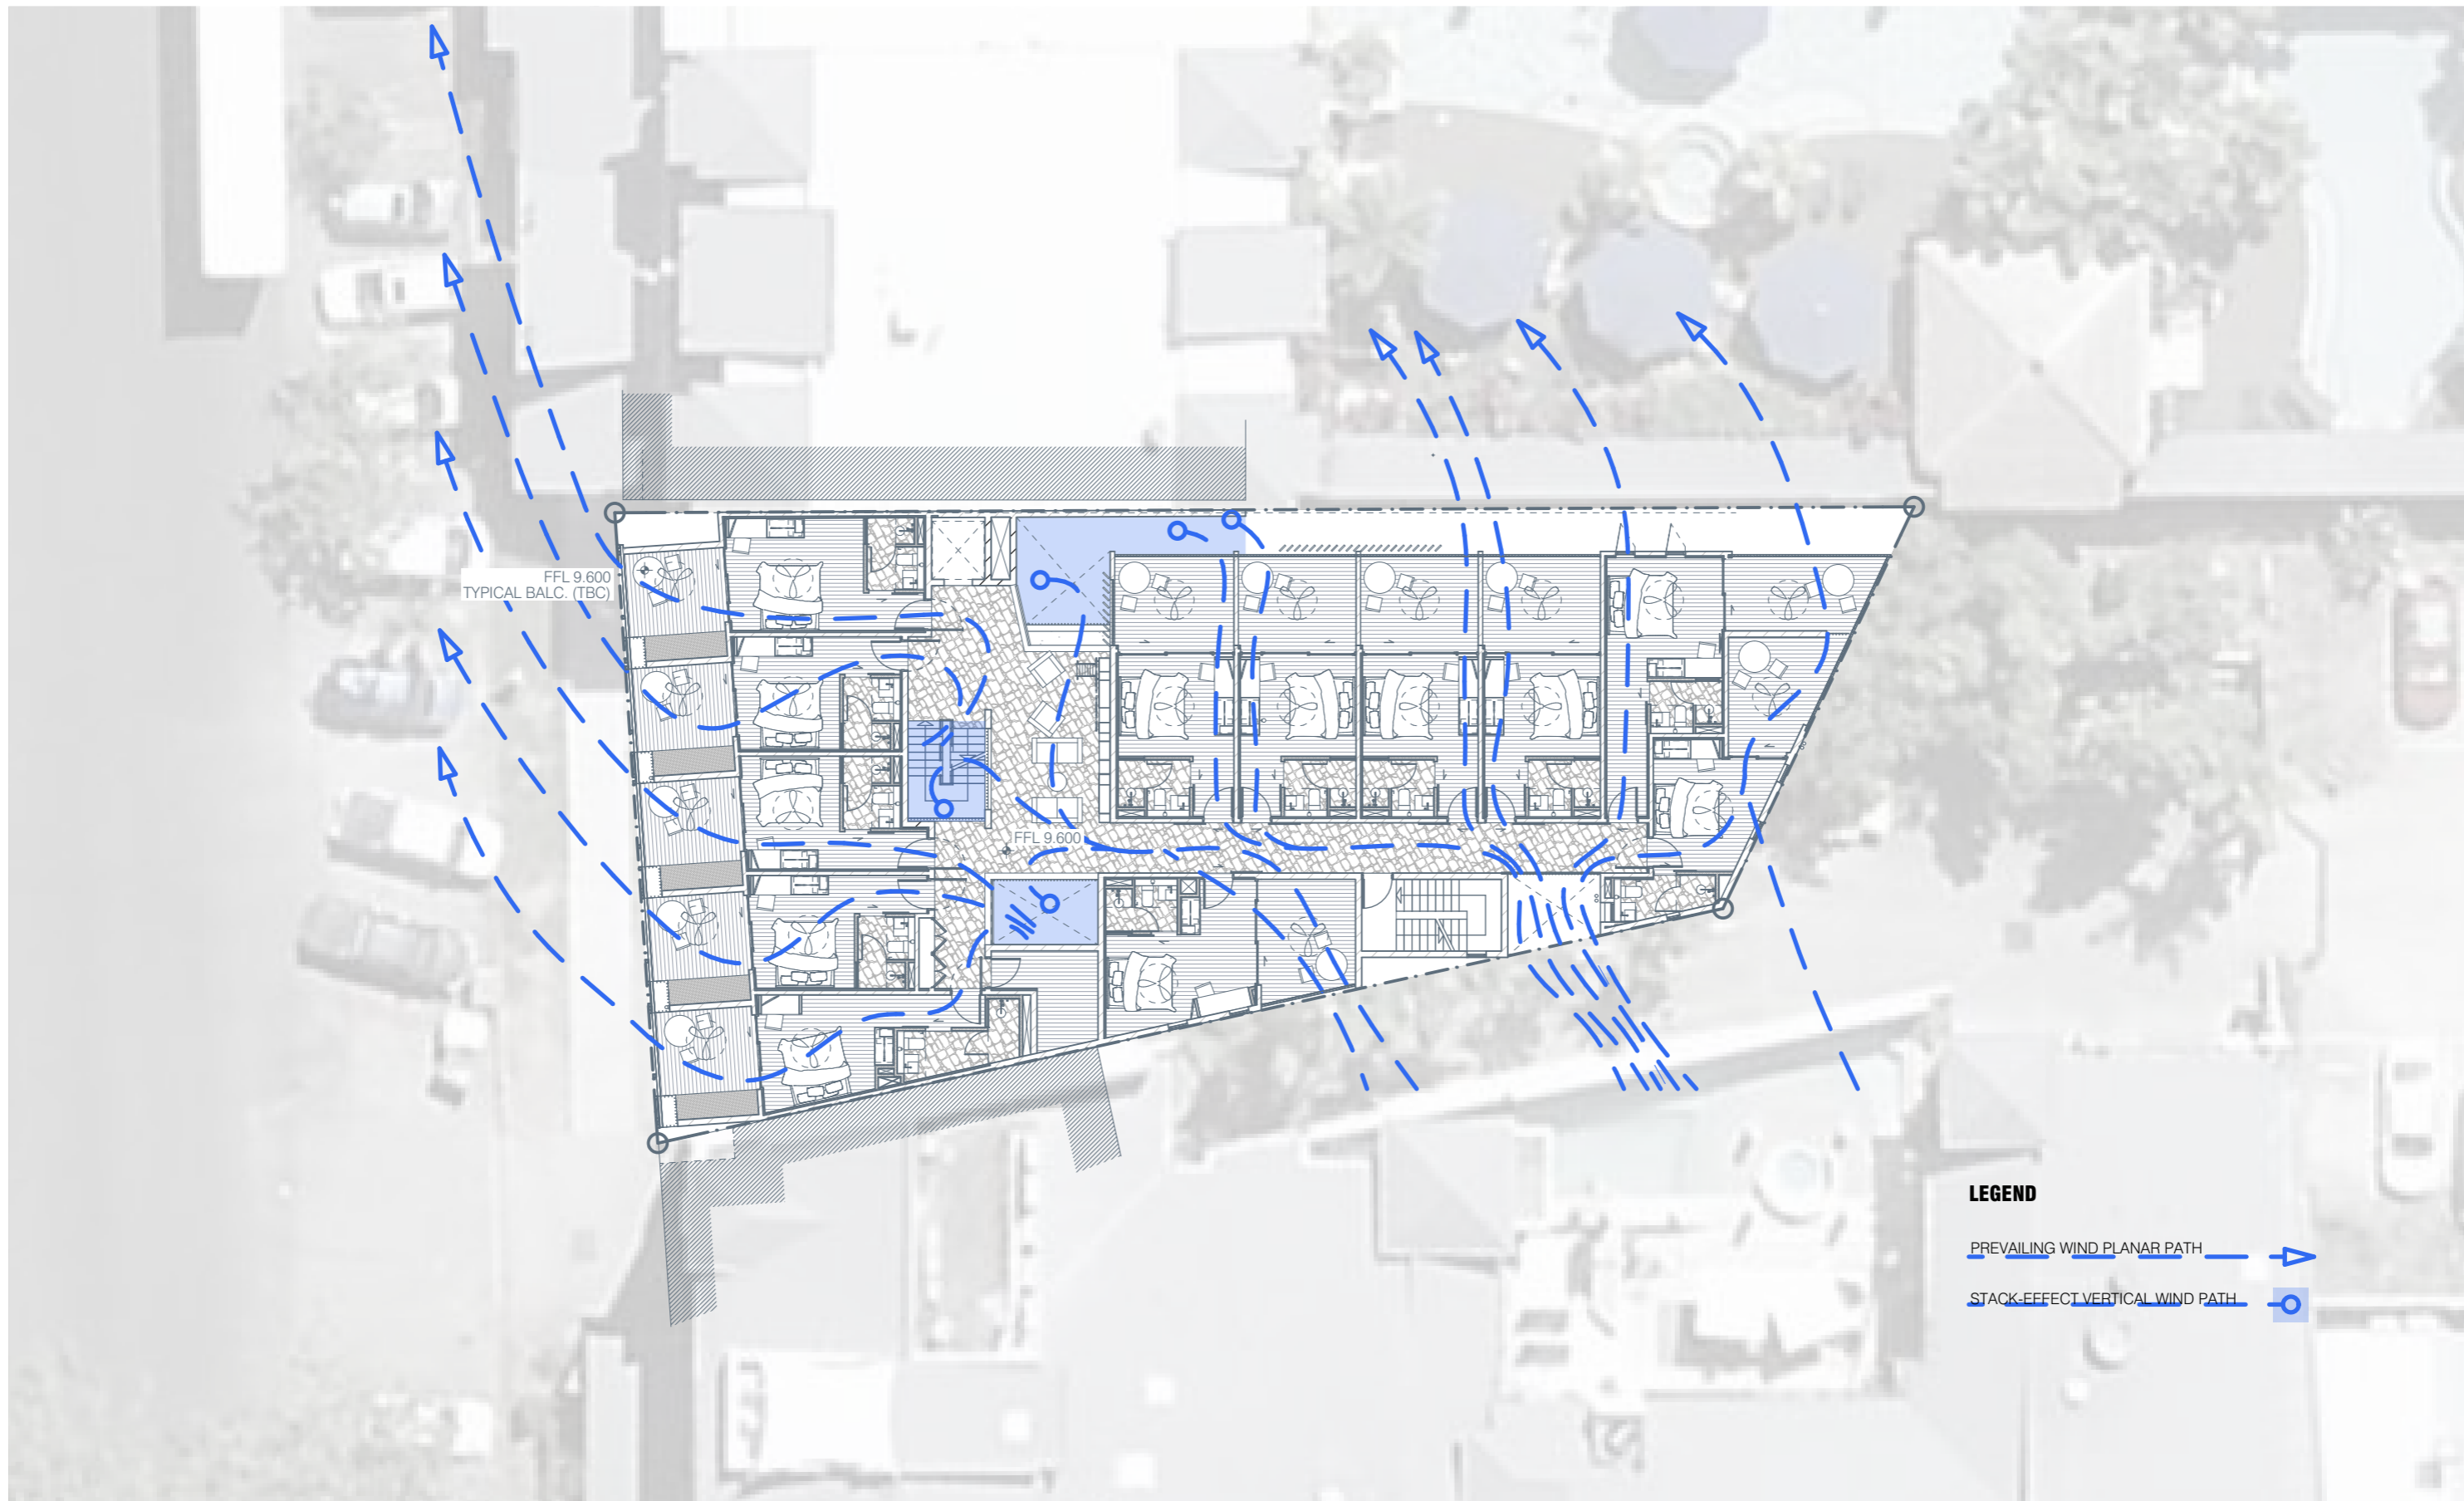 FFL 9.600
TYPICAL BALC. (TBC)
FFL 9.600
LEGEND
PREVAILING WIND PLANAR PATH
STACK-EFFECT VERTICAL WIND PATH